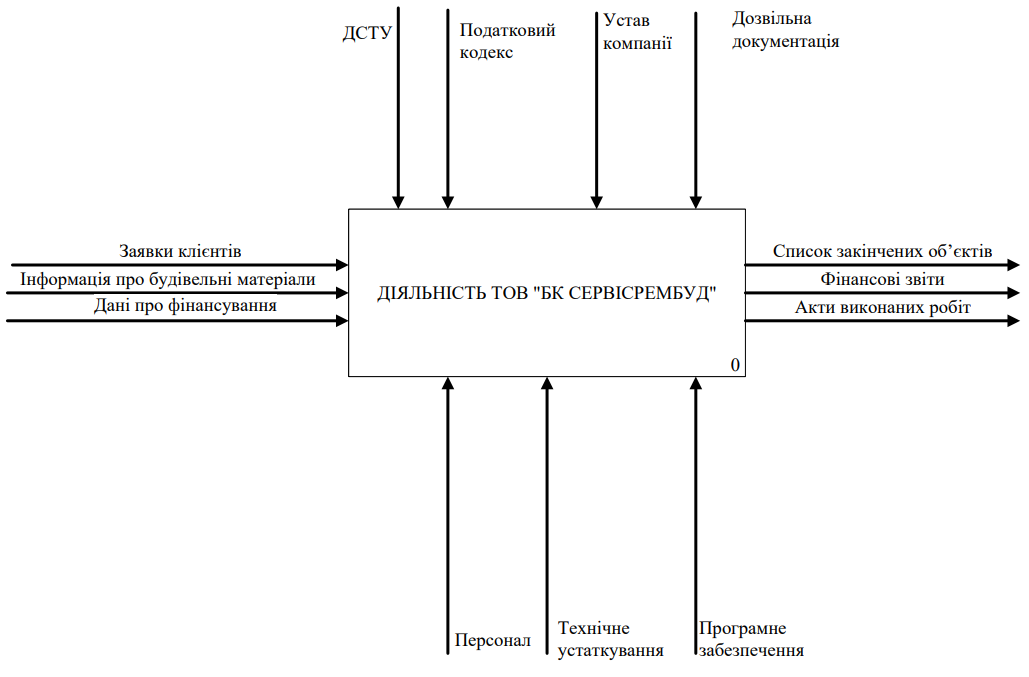 ДСТУ
Податковий
кодекс
Устав
компанії
Дозвільна
документація
Заявки клієнтів
Інформація про будівельні матеріали
Дані про фінансування
ДІЯЛЬНІСТЬ ТОВ "БК СЕРВІСРЕМБУД"
0
Список закінчених об’єктів
Фінансові звіти
Акти виконаних робіт
Персонал
Технічне
устаткування
Програмне
забезпечення